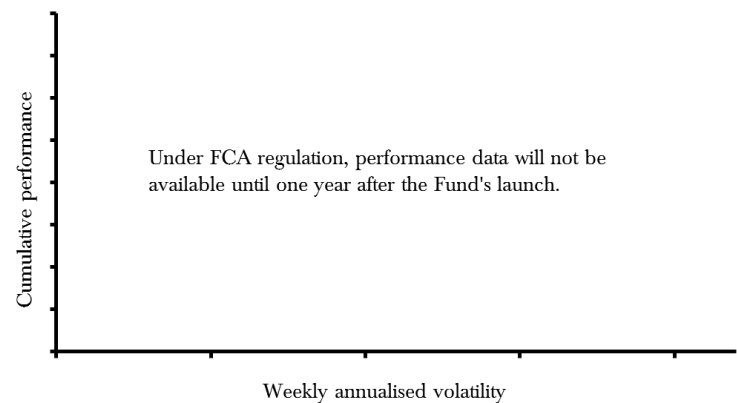 Cumulative performance
Under FCA regulation, performance data will not be
available until one year after the Fund's launch.
Weekly annualised volatility